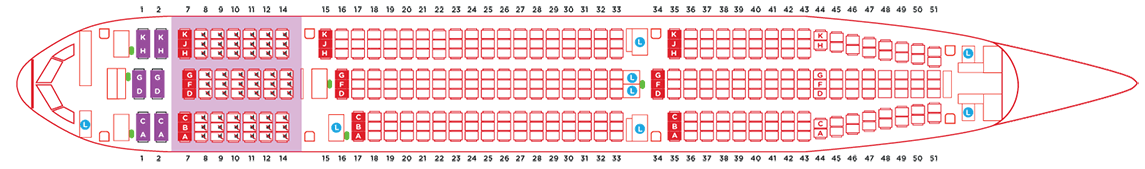 1 2 7 8 9 10 11 12 14 15 16 17 18 19 20 21 22 23 24 25 26 27 28 29 30 31 32 33 34 35 36 37 38 39 40 41 42 43 44 45 46 47 48 49 50 51
K K K K K K
J J J
H H H H H H
L
L
G G G G G G
F F F F
D D D D D D
L
L
L
C C C C C C
B B B
A A A A A A
L
L
L
L
1 2 7 8 9 10 11 12 14 16 17 18 19 20 21 22 23 24 25 26 27 28 29 30 31 32 33 34 35 36 37 38 39 40 41 42 43 44 45 46 47 48 49 50 51